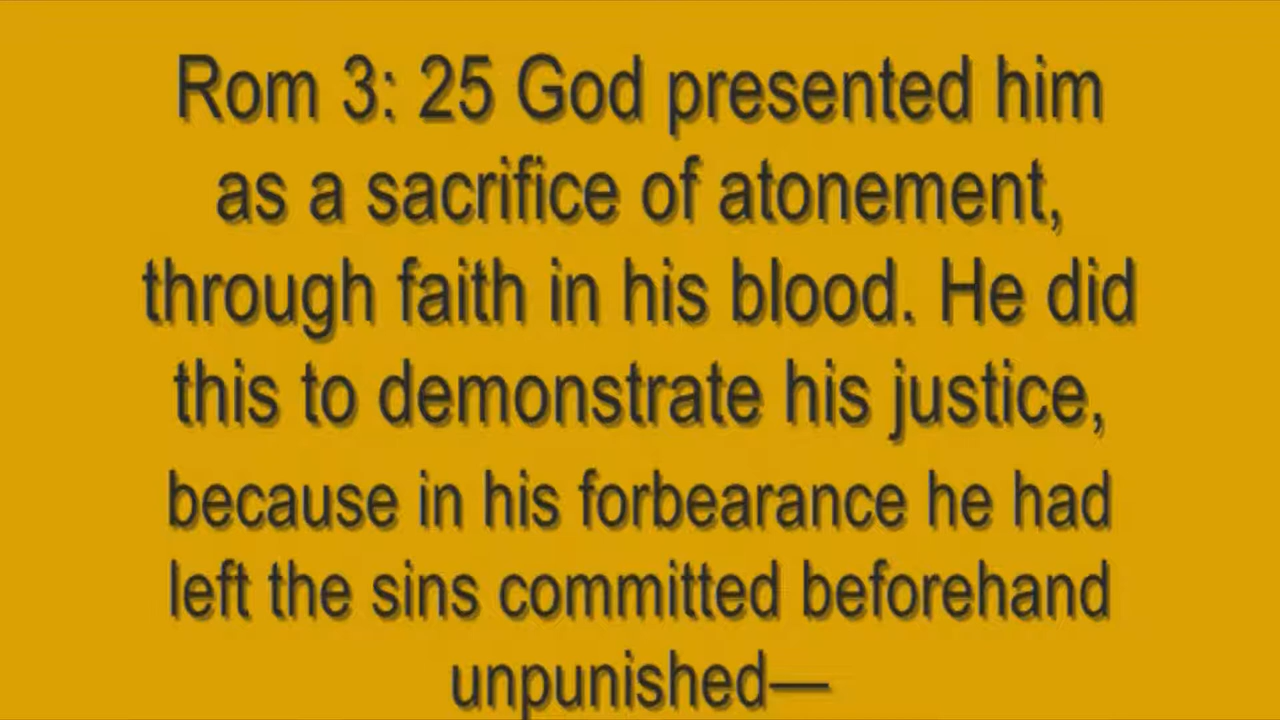 Rom 3: 25 God presented him
as a sacrifice of atonement,
through faith in his blood. He did
this to demonstrate his justice,
because in his forbearance he had
left the sins committed beforehand
unpunished—